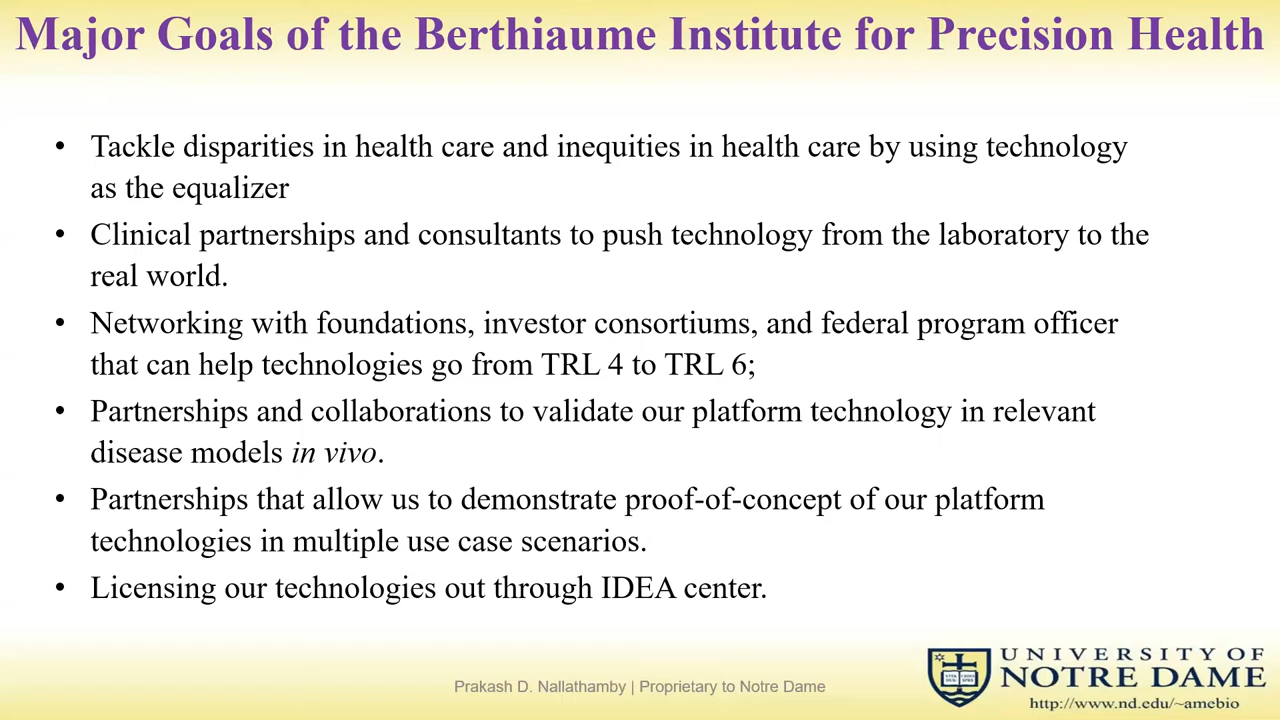 Major Goals of the Berthiaume Institute for Precision Health
• Tackle disparities in health care and inequities in health care by using technology
as the equalizer
• Clinical partnerships and consultants to push technology from the laboratory to the
real world.
• Networking with foundations, investor consortiums, and federal program officer
that can help technologies go from TRL 4 to TRL 6;
• Partnerships and collaborations to validate our platform technology in relevant
disease models in vivo.
• Partnerships that allow us to demonstrate proof-of-concept of our platform
technologies in multiple use case scenarios.
• Licensing our technologies out through IDEA center.
Prakash D. Nallathamby | Proprietary to Notre Dame
UNIVERSITY OF
NOTRE DAME
http://www.nd.edu/~amebio